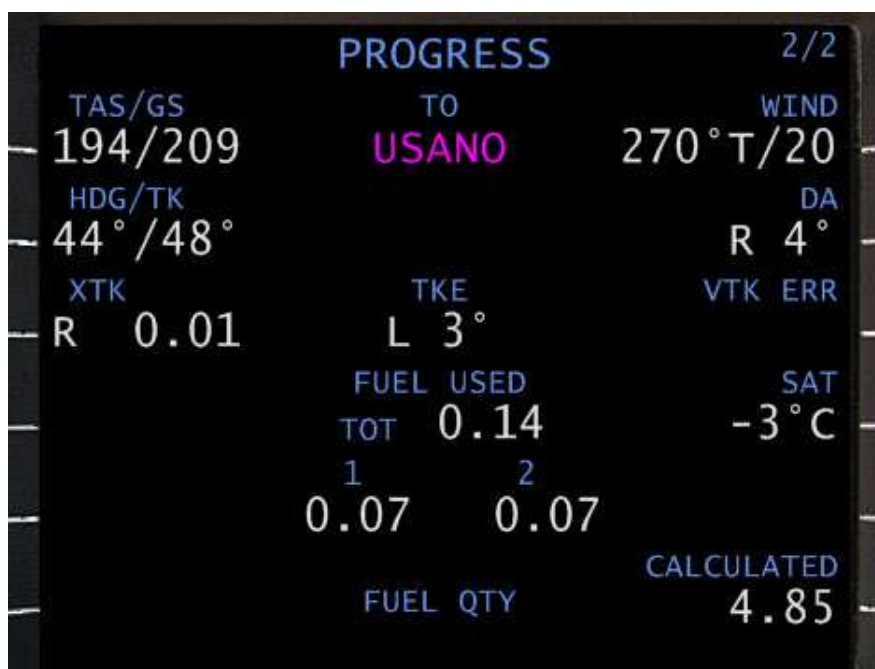 PROGRESS 2/2
TAS/GS TO WIND
194/209 USANO 270°T/20
HDG/TK DA
44°/48° R 4°
XTK TKE VTK ERR
R 0.01 L 3°
FUEL USED SAT
TOT 0.14 -3°C
1 2
0.07 0.07
CALCULATED
FUEL QTY 4.85